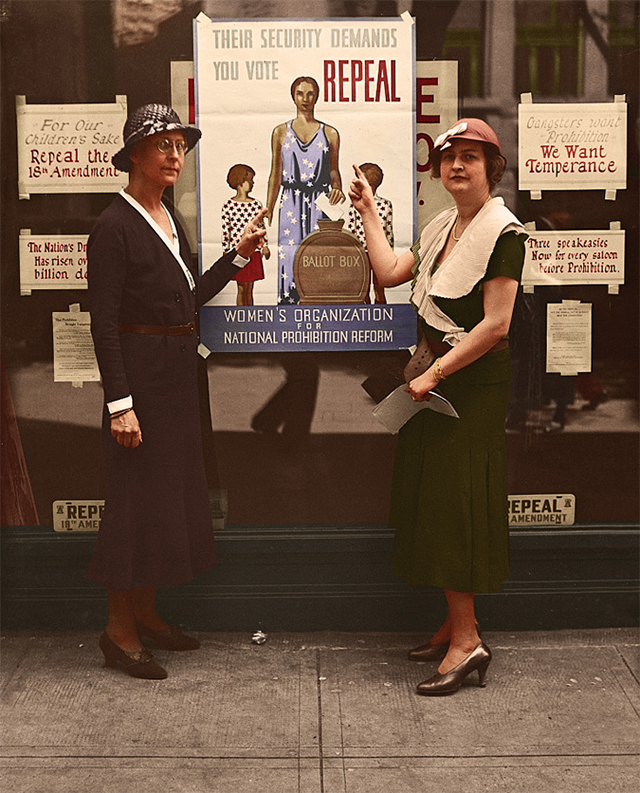 THEIR SECURITY DEMANDS
YOU VOTE REPEAL
BALLOT BOX
WOMEN'S ORGANIZATION
FOR
NATIONAL PROHIBITION REFORM
For Our
Children's Sake
Repeal the
18th Amendment
The Nation's
Has risen
billion
REPE
18TH AME
Gangsters want
Prohibition
We Want
Temperance
Three speakeasies
Now for every saloon
before Prohibition.
REPEAL
AMENDMENT